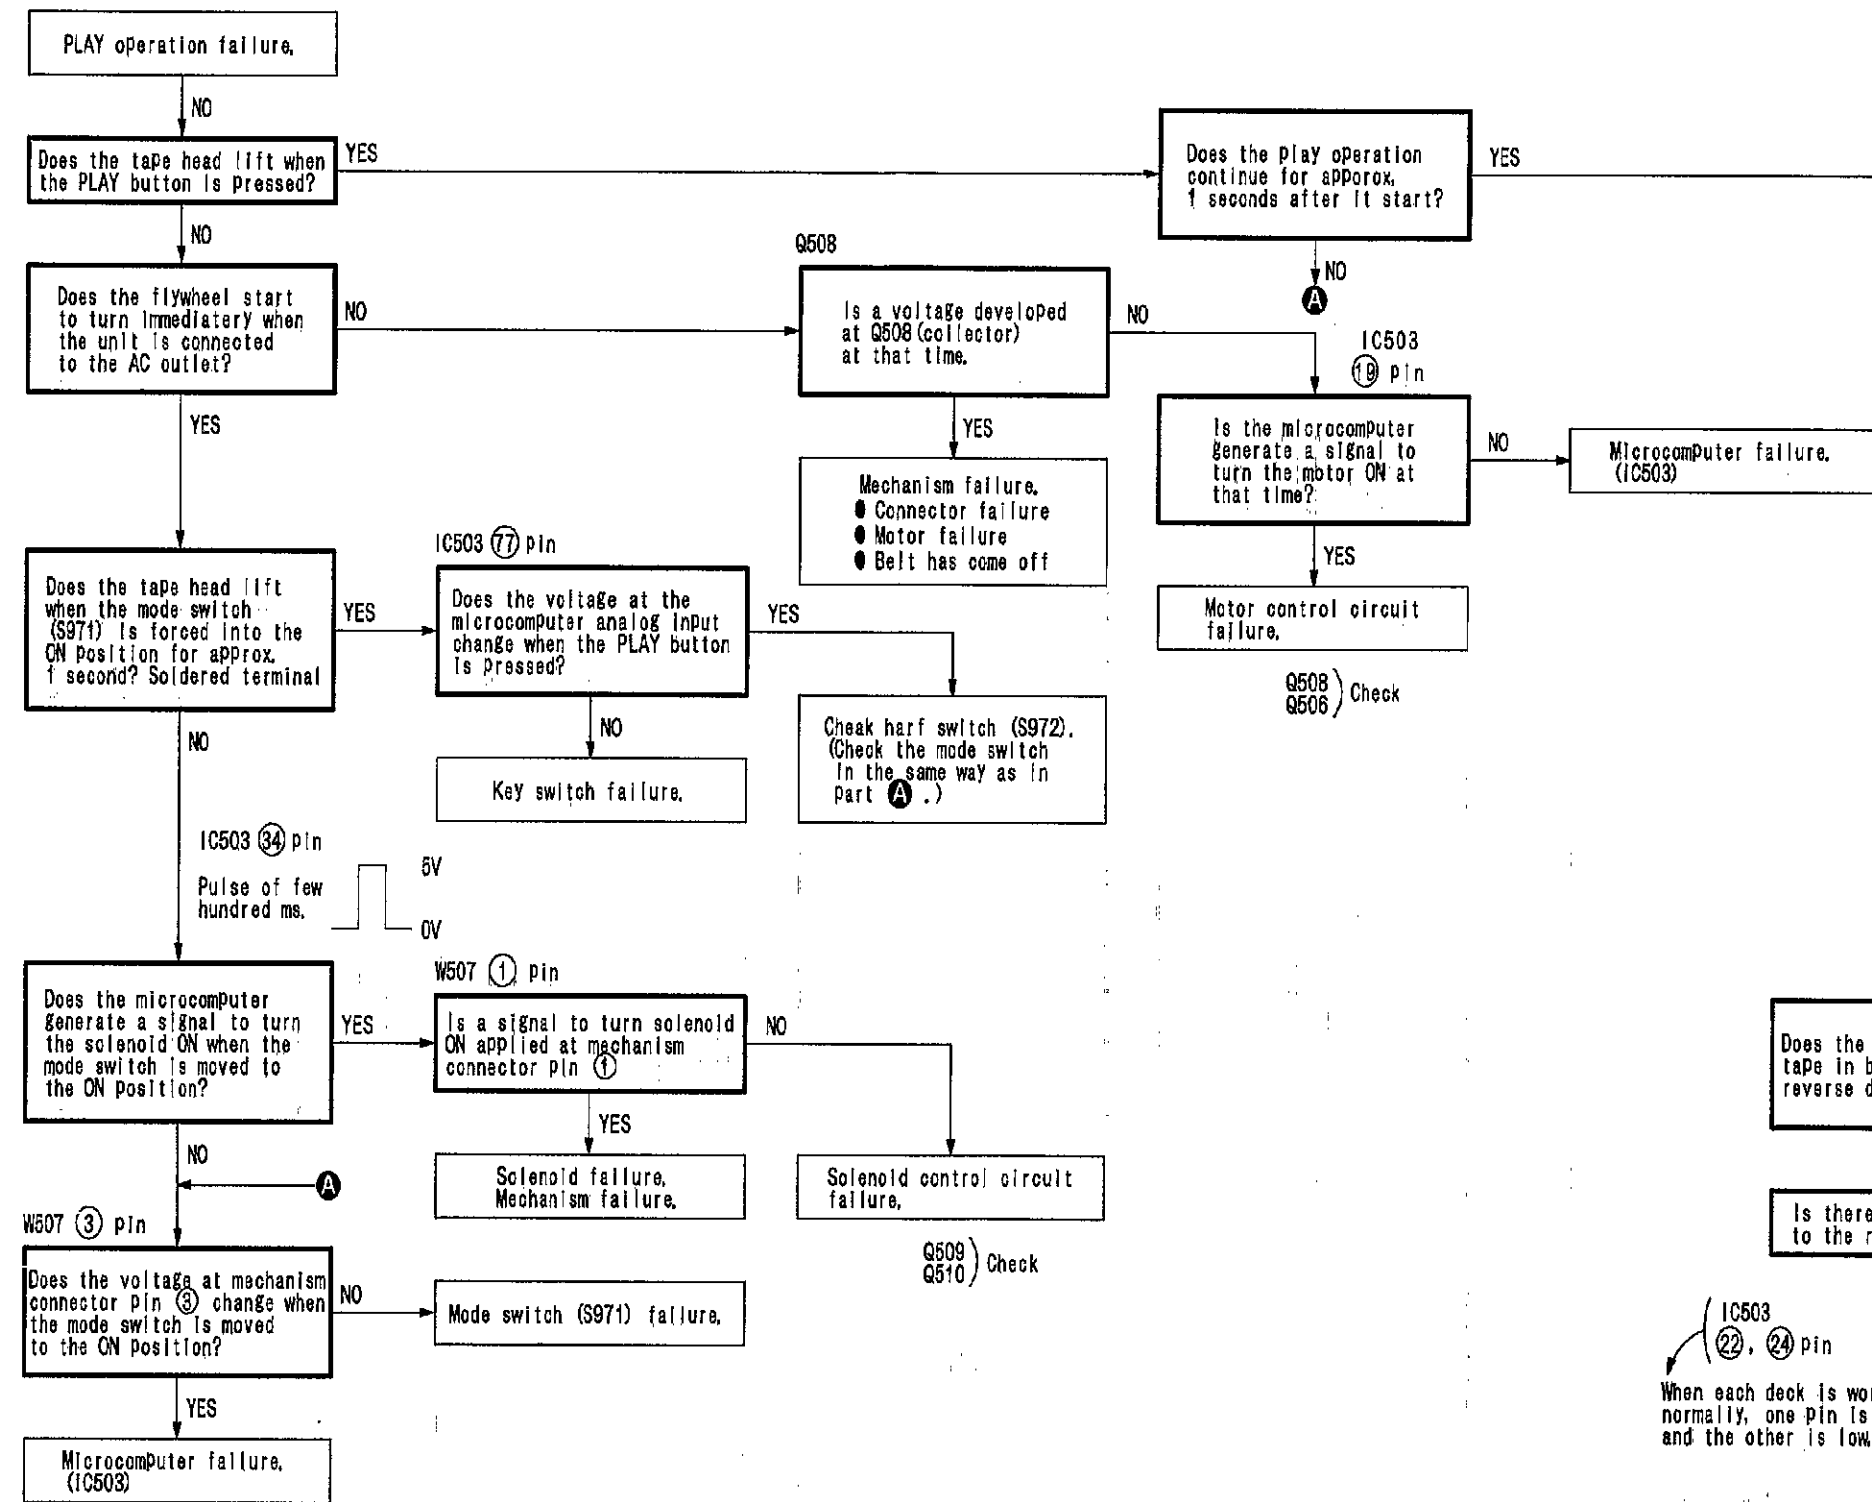 PLAY operation failure.
NO
Does the tape head lift when
the PLAY button is pressed?
YES
Does the play operation
continue for apporox.
1 seconds after it start?
YES
NO
A
NO
Does the flywheel start
to turn immediatery when
the unit is connected
to the AC outlet?
NO
Q508
Is a voltage developed
at Q508(collector)
at that time.
NO
IC503
19 pin
Is the microcomputer
generate a signal to
turn the motor ON at
that time?
NO
Microcomputer failure.
(IC503)
YES
Motor control circuit
failure.
Q508
Q506
) Check
YES
Mechanism failure.
● Connector failure
● Motor failure
● Belt has come off
YES
Does the tape head lift
when the mode switch
(S971) is forced into the
ON position for approx.
1 second? Soldered terminal
YES
IC503 77 pin
Does the voltage at the
microcomputer analog input
change when the PLAY button
is pressed?
YES
Cheak harf switch (S972).
(Check the mode switch
in the same way as in
part A .)
NO
Key switch failure.
NO
IC503 34 pin
Pulse of few
hundred ms.
5V
0V
Does the microcomputer
generate a signal to turn
the solenoid ON when the
mode switch is moved to
the ON position?
YES
W507 1 pin
Is a signal to turn solenoid
ON applied at mechanism
connector pin 1
NO
Solenoid control circuit
failure.
Q509
Q510
) Check
YES
Solenoid failure.
Mechanism failure.
NO
A
W507 3 pin
Does the voltage at mechanism
connector pin 3 change when
the mode switch is moved
to the ON position?
NO
Mode switch (S971) failure.
YES
Microcomputer failure.
(IC503)
Does the
tape in b
reverse d
Is there
to the r
( IC503
22, 24 pin
When each deck is wor
normally, one pin is
and the other is low.